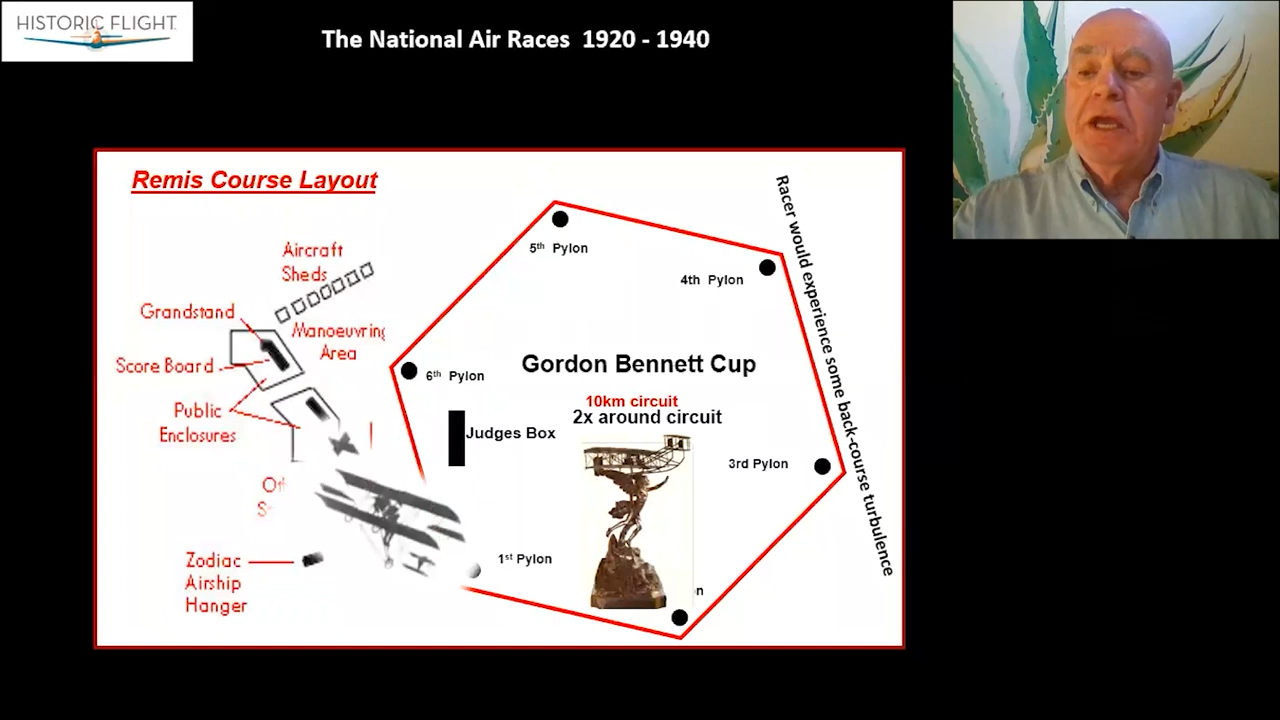 HISTORIC FLIGHT
The National Air Races 1920 - 1940
Remis Course Layout
Aircraft
Sheds
Grandstand
Manoeuvring
Area
Score Board
Public
Enclosures
Zodiac
Airship
Hanger
5th Pylon
4th Pylon
6th Pylon
Gordon Bennett Cup
10km circuit
2x around circuit
Judges Box
3rd Pylon
1st Pylon
Racer would experience some back-course turbulence